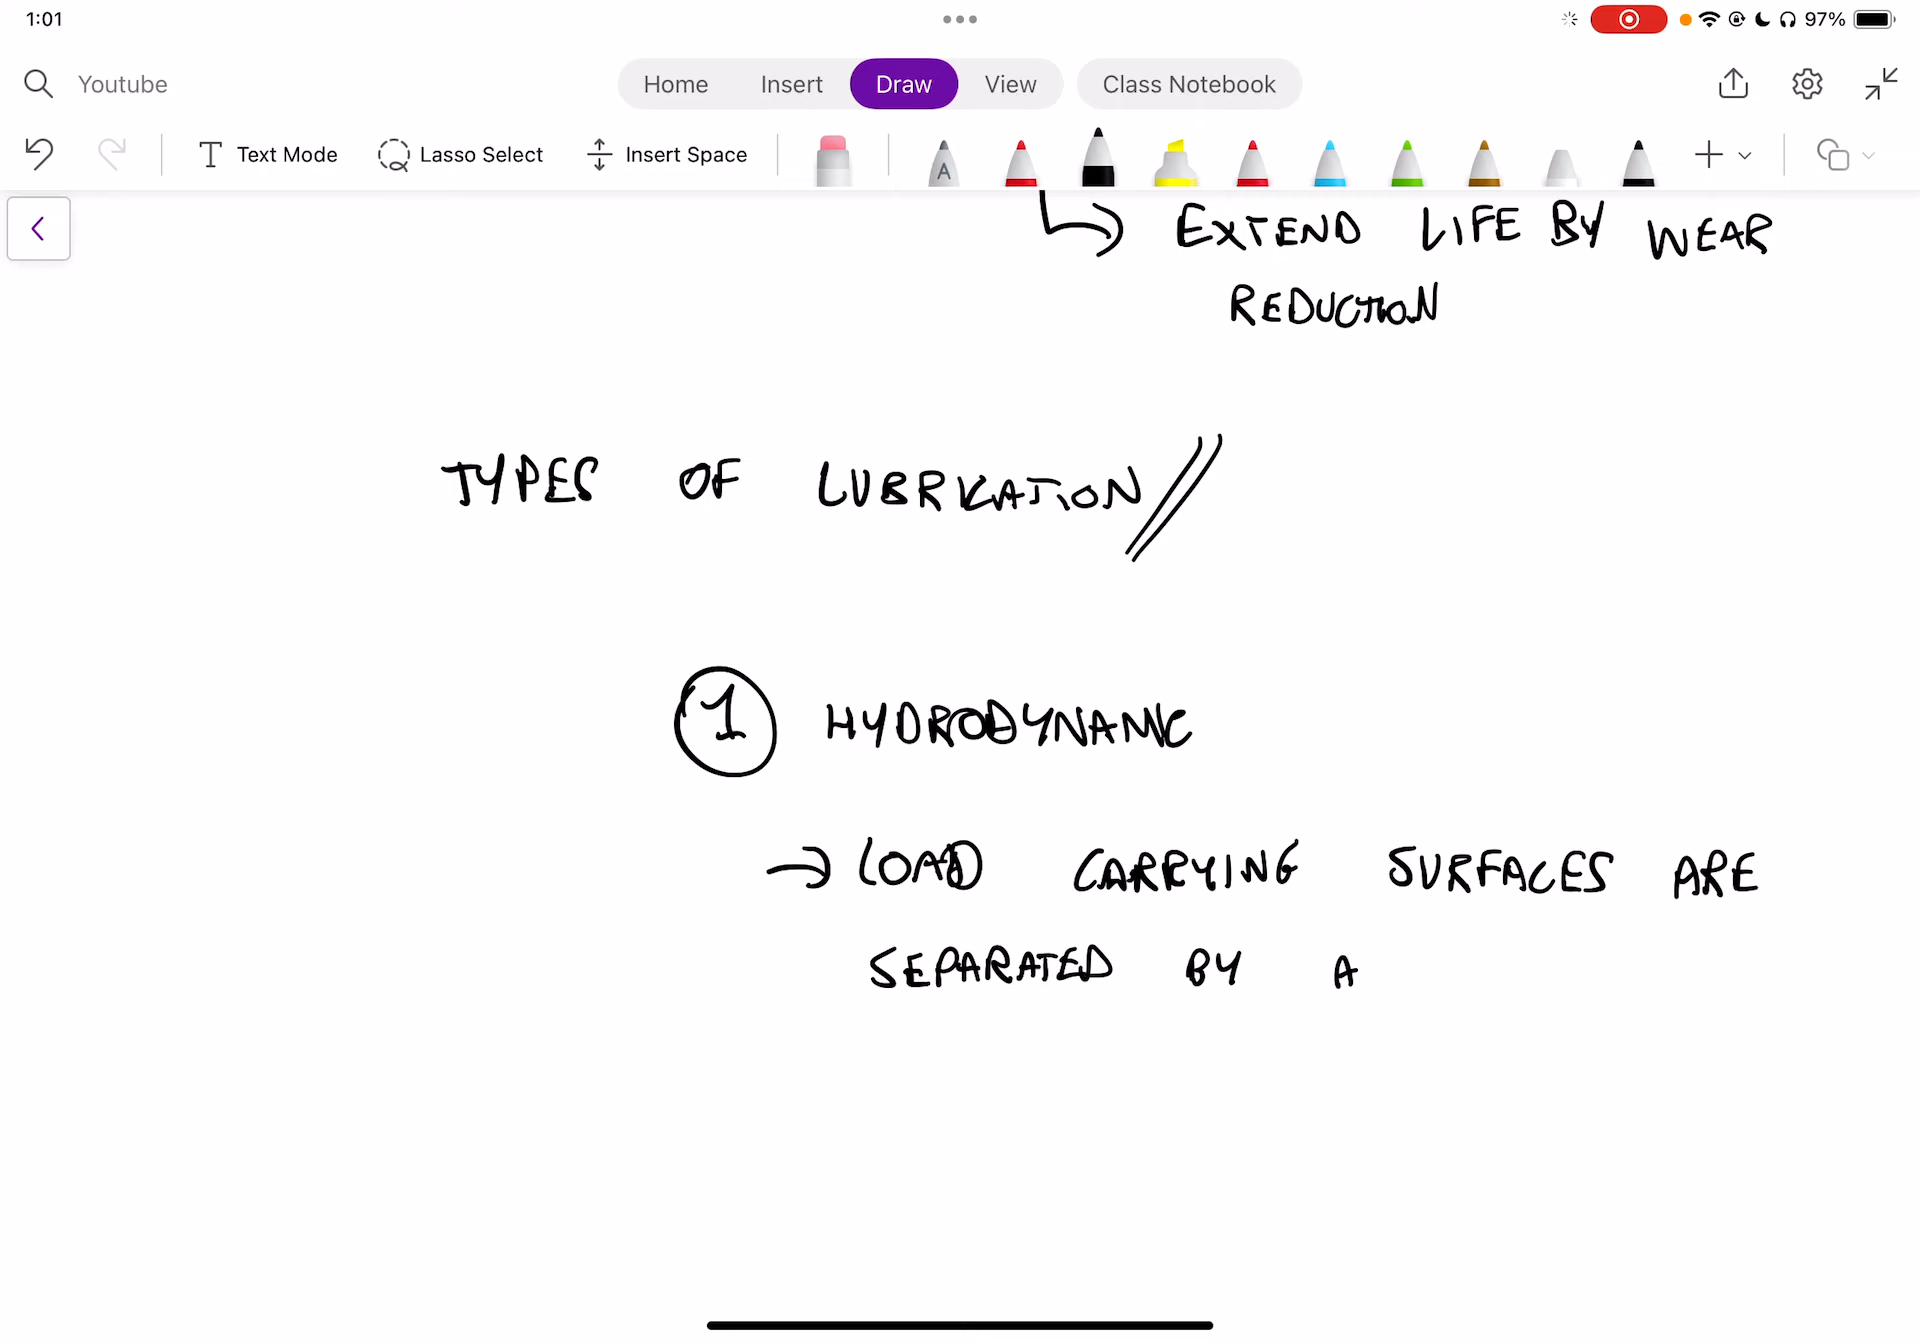 1:01
97%
Youtube
Home Insert Draw View Class Notebook
Text Mode Lasso Select Insert Space
A
EXTEND LIFE BY WEAR
REDUCTION
TYPES OF LUBRICATION
1 HYDRODYNAMIC
→ LOAD CARRYING SURFACES ARE
SEPARATED BY A